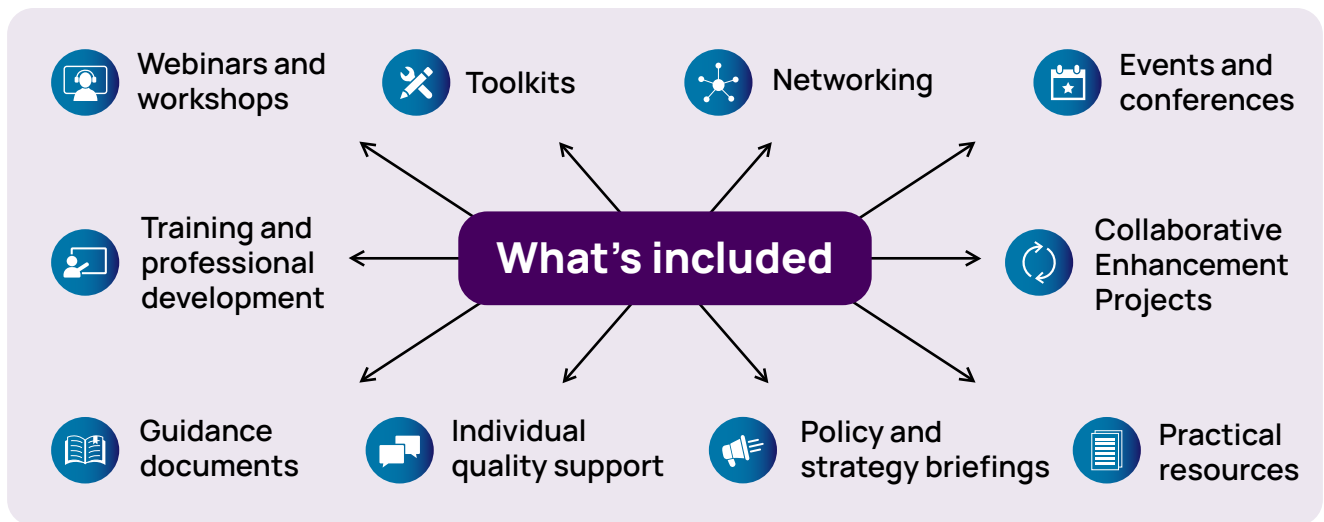 Webinars and
workshops
Toolkits
Networking
Events and
conferences
Training and
professional
development
What's included
Collaborative
Enhancement
Projects
Guidance
documents
Individual
quality support
Policy and
strategy briefings
Practical
resources